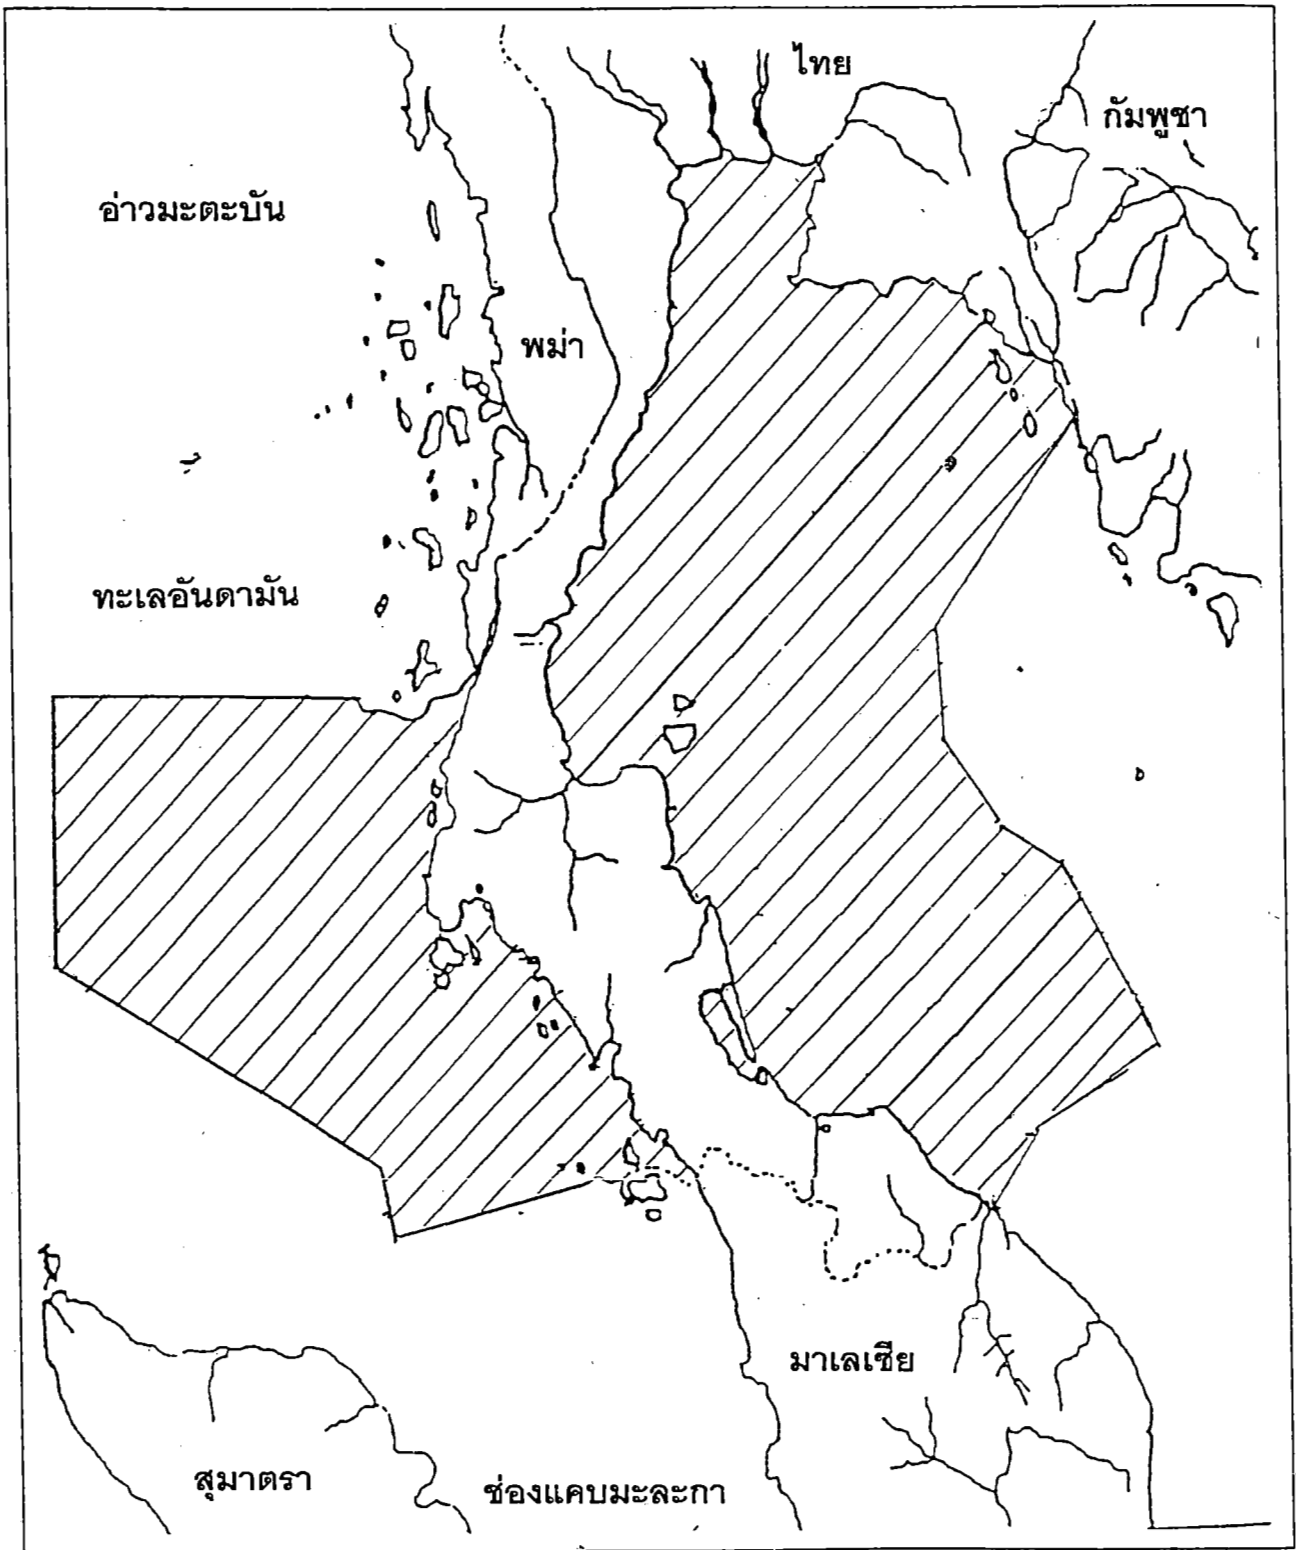 ไทย
กัมพูชา
อ่าวมะตะบัน
พม่า
ทะเลอันดามัน
มาเลเซีย
สุมาตรา
ช่องแคบมะละกา